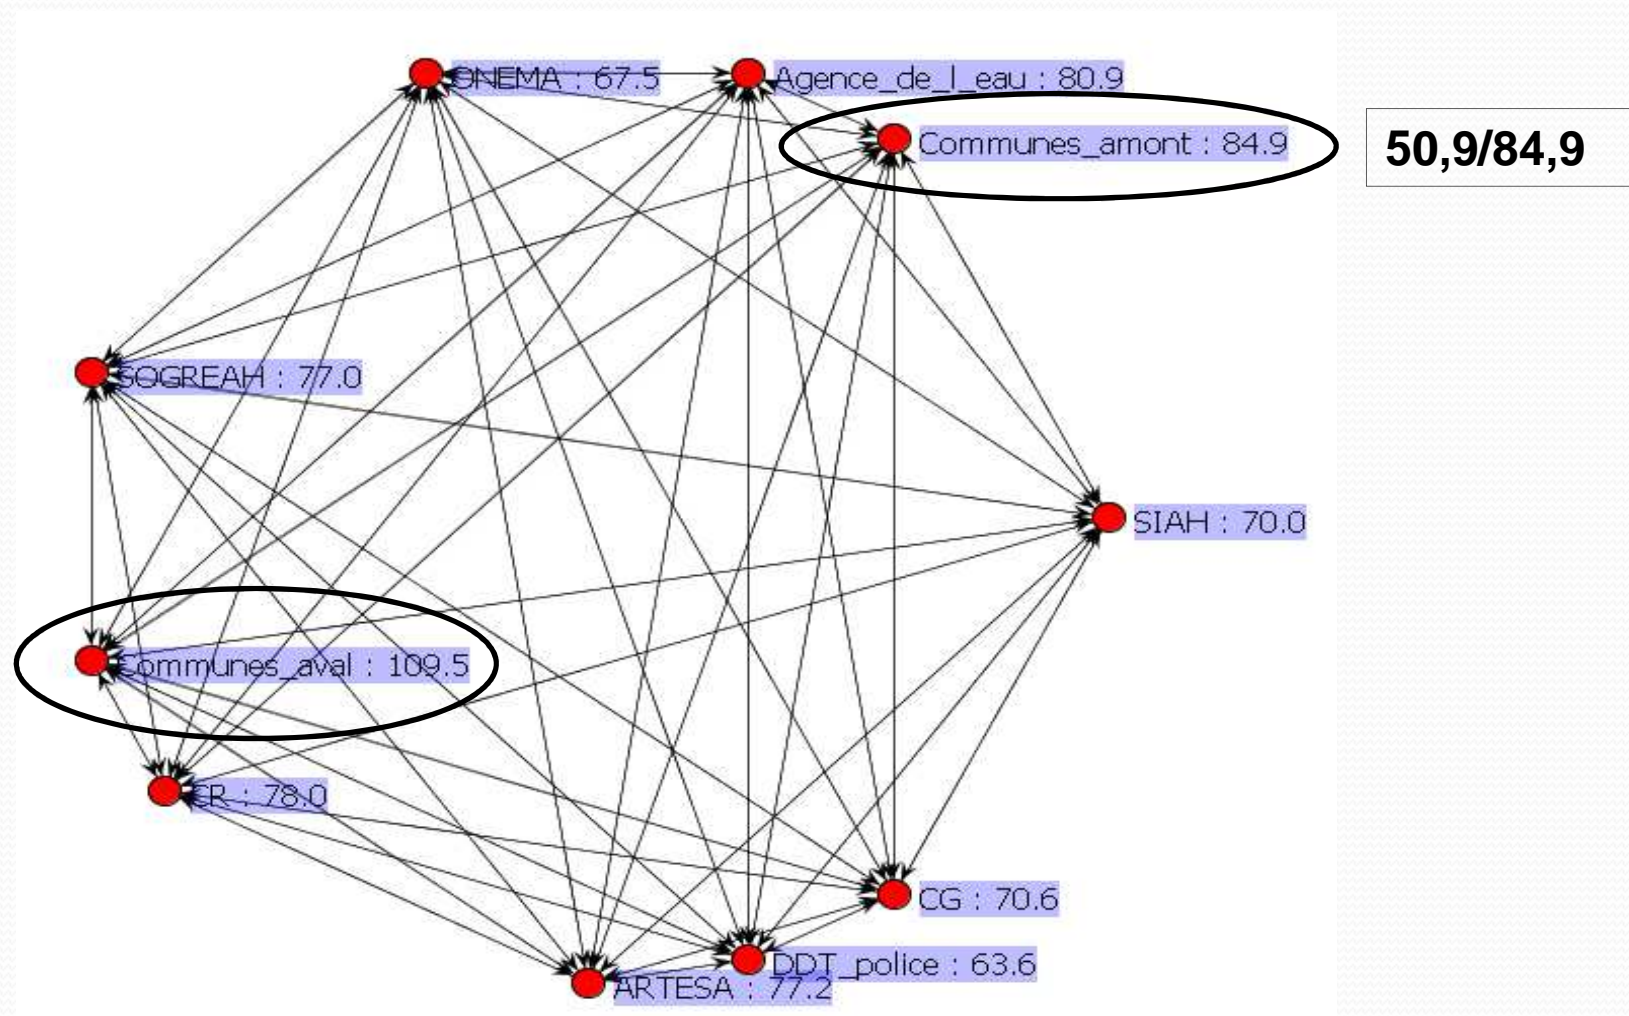 ONEMA : 67.5
Agence_de_l_eau : 80.9
Communes_amont : 84.9
50,9/84,9
SOGREAH : 77.0
SIAH : 70.0
Communes_aval : 109.5
CR : 78.0
CG : 70.6
DDT_police : 63.6
ARTESA : 77.2